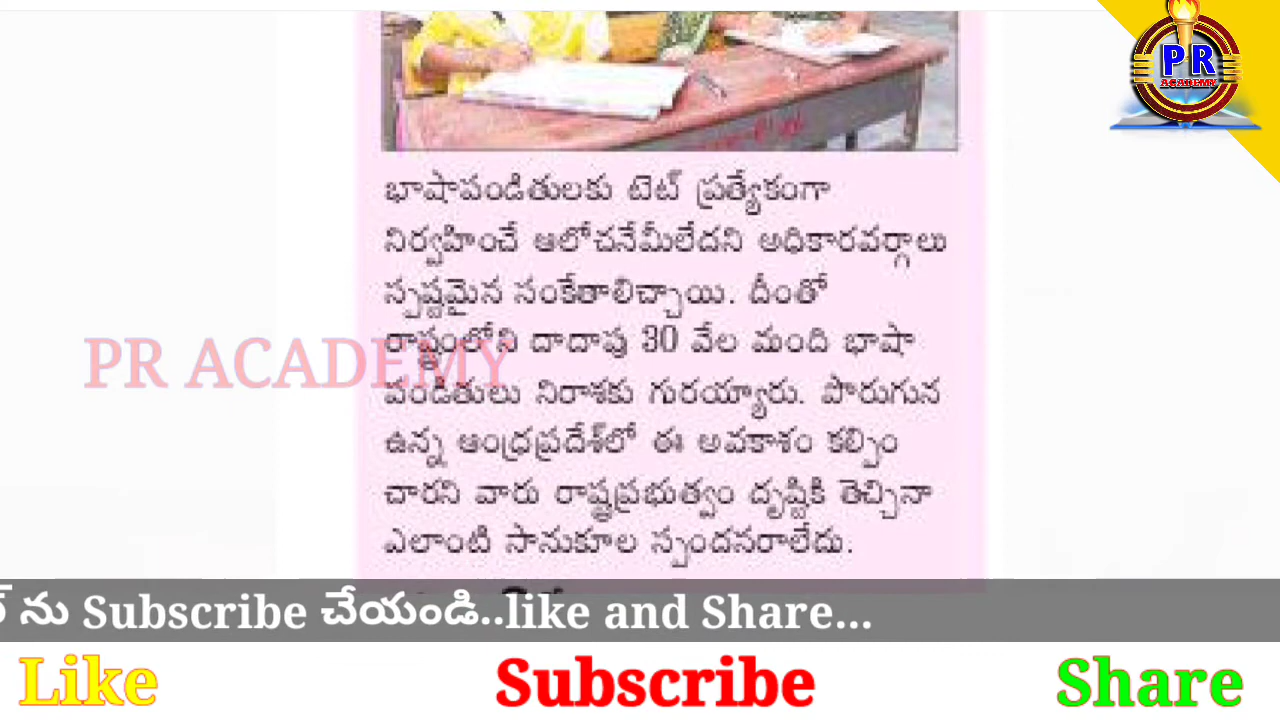 PR
ACADEMY
భాషాపండితులకు టెట్ ప్రత్యేకంగా
నిర్వహించే ఆలోచనేమీలేదని అధికారవర్గాలు
స్పష్టమైన సంకేతాలిచ్చాయి. దీంతో
రాష్ట్రంలోని దాదాపు 30 వేల మంది భాషా
పండితులు నిరాశకు గురయ్యారు. పొరుగున
ఉన్న ఆంధ్రప్రదేశ్‌లో ఈ అవకాశం కల్పిం
చారని వారు రాష్ట్రప్రభుత్వం దృష్టికి తెచ్చినా
ఎలాంటి సానుకూల స్పందనరాలేదు.
PR ACADEMY
ను Subscribe చేయండి..like and Share...
Like Subscribe Share